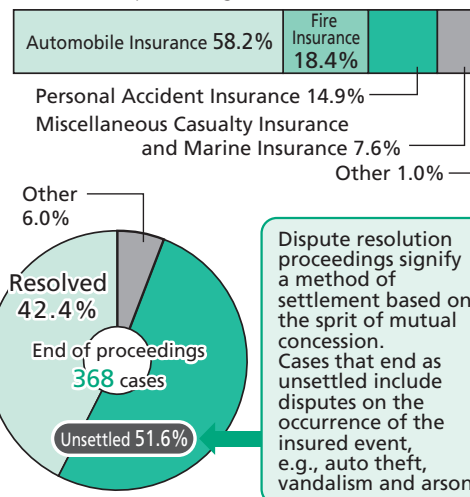 Automobile Insurance 58.2%
Fire
Insurance
18.4%
Personal Accident Insurance 14.9%
Miscellaneous Casualty Insurance
and Marine Insurance 7.6%
Other 1.0%
Other
6.0%
Resolved
42.4%
End of proceedings
368 cases
Unsettled 51.6%
Dispute resolution
proceedings signify
a method of
settlement based on
the sprit of mutual
concession.
Cases that end as
unsettled include
disputes on the
occurrence of the
insured event,
e.g., auto theft,
vandalism and arson